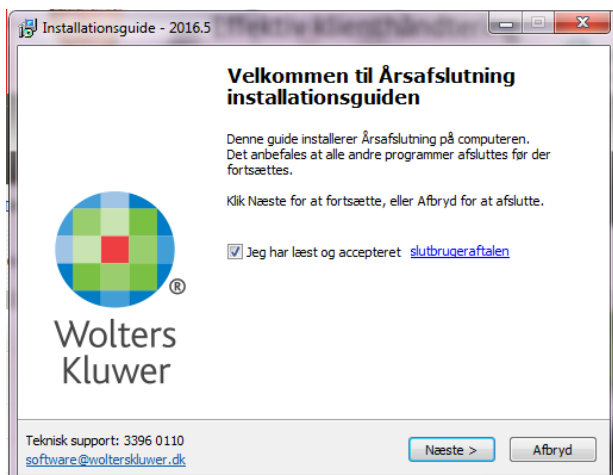 Installationsguide - 2016.5
Effektiv klienthåndtering
Velkommen til Årsafslutning
installationsguiden
Denne guide installerer Årsafslutning på computeren.
Det anbefales at alle andre programmer afsluttes før der
fortsættes.
Klik Næste for at fortsætte, eller Afbryd for at afslutte.
Jeg har læst og accepteret slutbrugeraftalen
®
Wolters
Kluwer
Teknisk support: 3396 0110
software@wolterskluwer.dk
Næste >
Afbryd